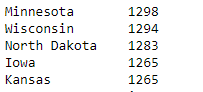 Minnesota 1298
Wisconsin 1294
North Dakota 1283
Iowa 1265
Kansas 1265